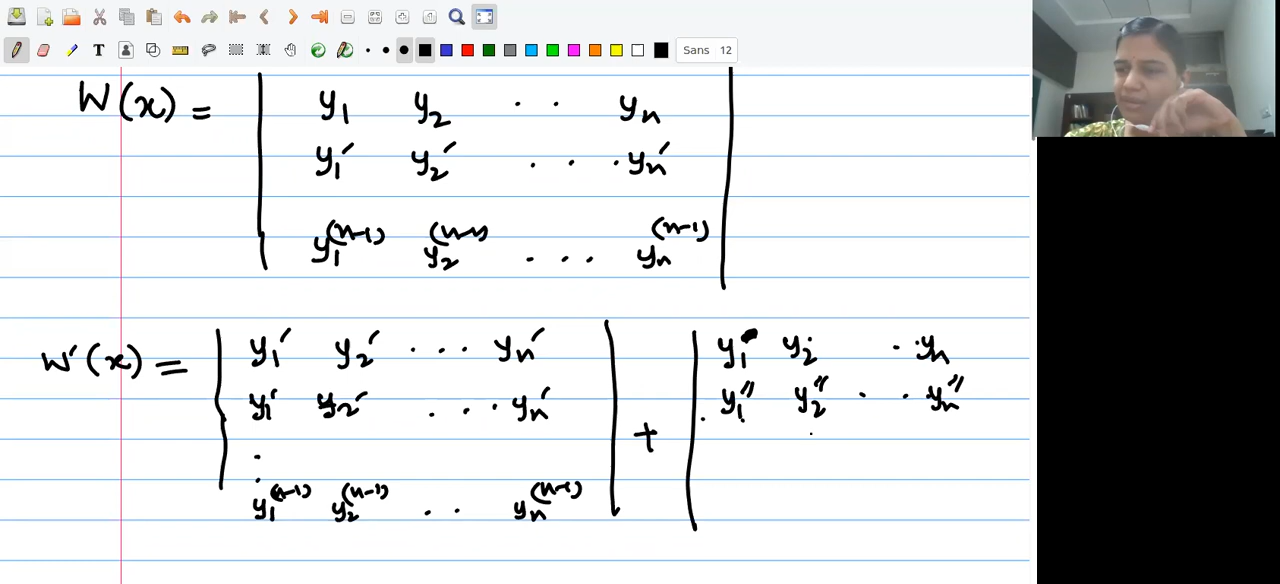 Sans 12
W(x) = | y1 y2 . . yn |
| y1′ y2′ . . . yn′ |
| y1^(n-1) y2^(n-1) . . . yn^(n-1) |
W′(x) = | y1′ y2′ . . . yn′ | + | y1 y2 . . yn
| y1′ y2′ . . . yn′ | | y1″ y2″ . . yn″
.
. y1^(n-1) y2^(n-1) . . yn^(n-1)